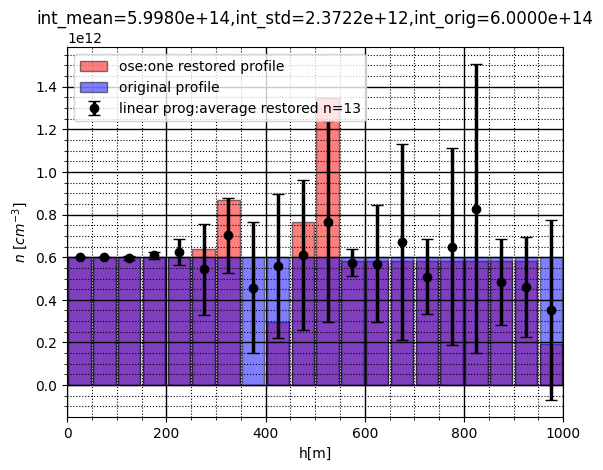 int_mean=5.9980e+14,int_std=2.3722e+12,int_orig=6.0000e+14
1e12
ose:one restored profile
original profile
linear prog:average restored n=13
1.4
1.2
1.0
0.8
0.6
0.4
0.2
0.0
n [cm⁻³]
0 200 400 600 800 1000
h[m]